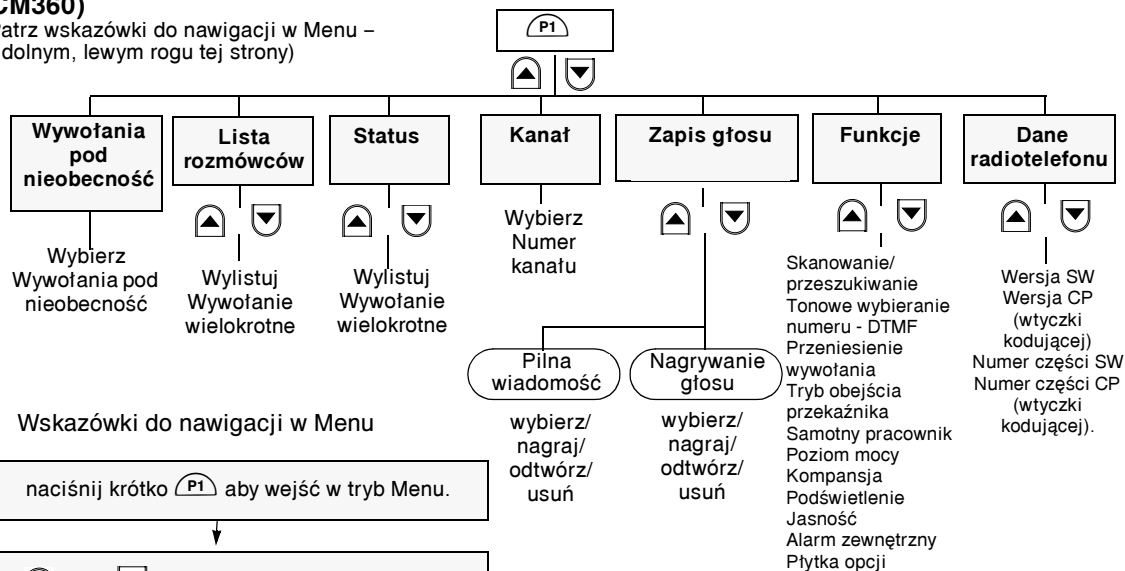 CM360)
Patrz wskazówki do nawigacji w Menu –
dolnym, lewym rogu tej strony)
P1
Wywołania
pod
nieobecność
Wybierz
Wywołania pod
nieobecność
Lista
rozmówców
Wylistuj
Wywołanie
wielokrotne
Status
Wylistuj
Wywołanie
wielokrotne
Kanał
Wybierz
Numer
kanału
Zapis głosu
Pilna
wiadomość
wybierz/
nagraj/
odtwórz/
usuń
Nagrywanie
głosu
wybierz/
nagraj/
odtwórz/
usuń
Funkcje
Skanowanie/
przeszukiwanie
Tonowe wybieranie
numeru - DTMF
Przeniesienie
wywołania
Tryb obejścia
przekaźnika
Samotny pracownik
Poziom mocy
Kompansja
Podświetlenie
Jasność
Alarm zewnętrzny
Płytka opcji
Dane
radiotelefonu
Wersja SW
Wersja CP
(wtyczki
kodującej)
Numer części SW
Numer części CP
(wtyczki
kodującej).
Wskazówki do nawigacji w Menu
naciśnij krótko P1 aby wejść w tryb Menu.